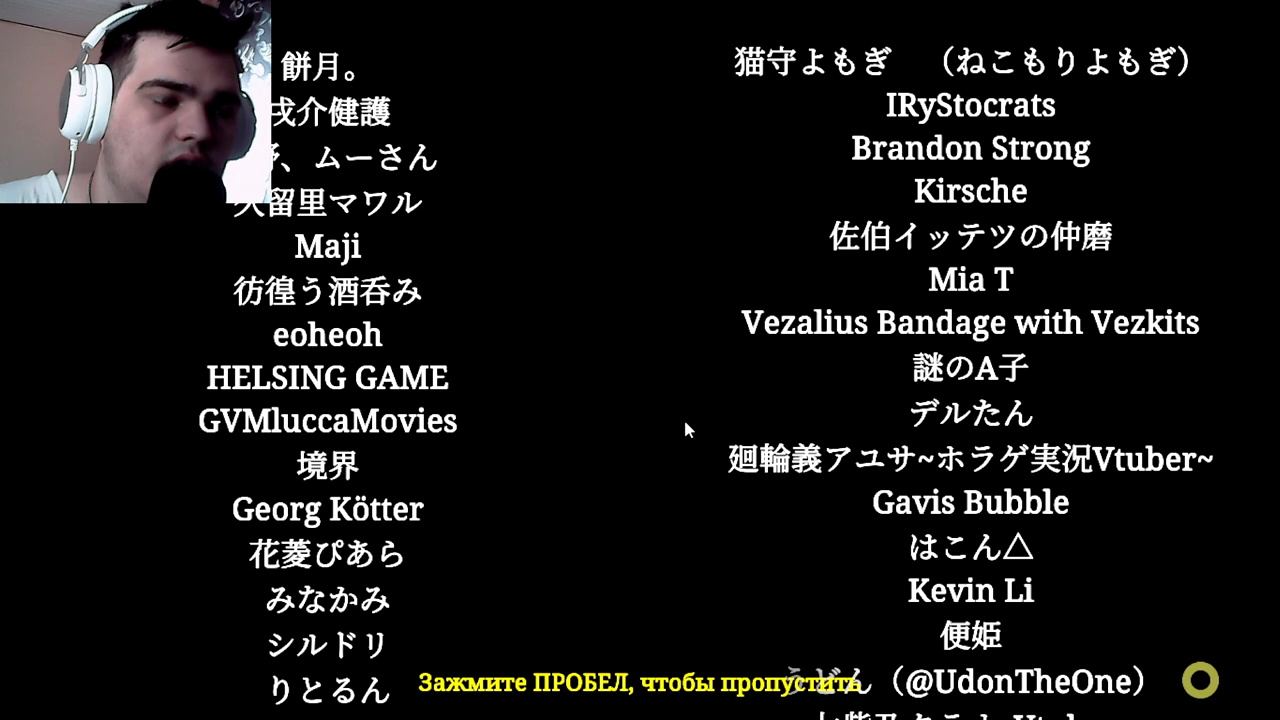 餅月。
戎介健護
、ムーさん
久留里マワル
Maji
彷徨う酒呑み
eoheoh
HELSING GAME
GVMluccaMovies
境界
Georg Kötter
花菱ぴあら
みなかみ
シルドリ
りとるん
猫守よもぎ （ねこもりよもぎ）
IRyStocrats
Brandon Strong
Kirsche
佐伯イッテツの仲磨
Mia T
Vezalius Bandage with Vezkits
謎のA子
デルたん
廻輪義アユサ~ホラゲ実況Vtuber~
Gavis Bubble
はこん△
Kevin Li
便姫
うどん（@UdonTheOne）
Зажмите ПРОБЕЛ, чтобы пропустить